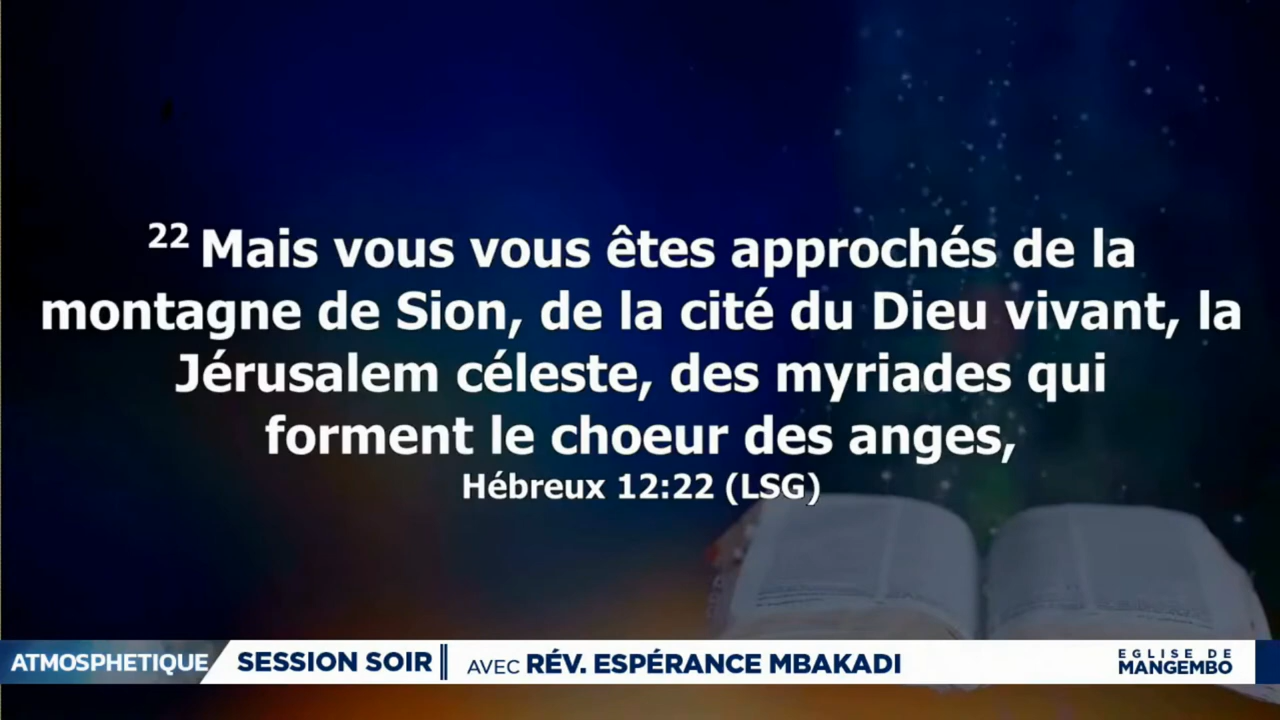 22 Mais vous vous êtes approchés de la
montagne de Sion, de la cité du Dieu vivant, la
Jérusalem céleste, des myriades qui
forment le choeur des anges,
Hébreux 12:22 (LSG)
ATMOSPHETIQUE
SESSION SOIR
AVEC RÉV. ESPÉRANCE MBAKADI
EGLISE DE
MANGEMBO